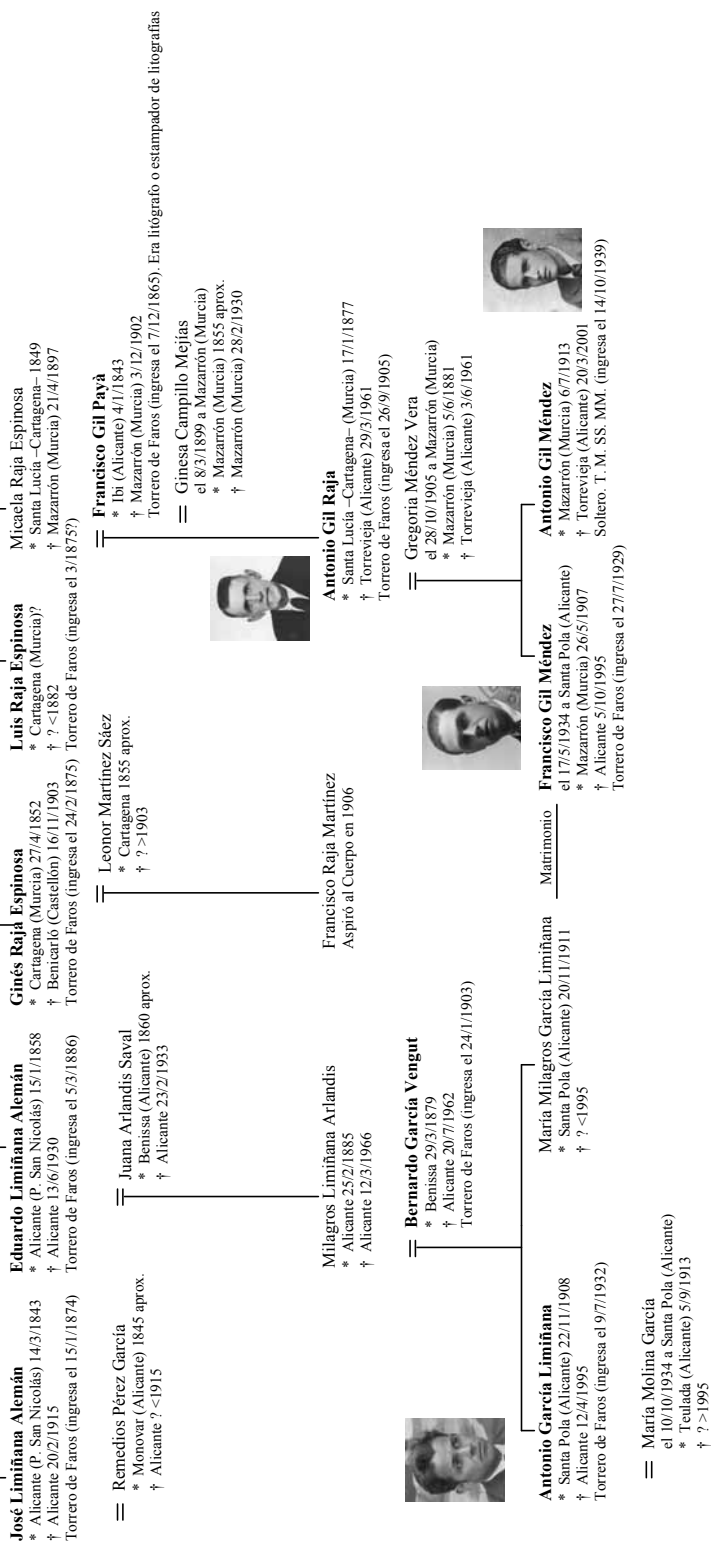 José Limiñana Alemán
* Alicante (P. San Nicolás) 14/3/1843
† Alicante 20/2/1915
Torrero de Faros (ingresa el 15/1/1874)
= Remedios Pérez García
* Monovar (Alicante) 1845 aprox.
† Alicante ? <1915
Eduardo Limiñana Alemán
* Alicante (P. San Nicolás) 15/1/1858
† Alicante 13/6/1930
Torrero de Faros (ingresa el 5/3/1886)
= Juana Arlandis Saval
* Benissa (Alicante) 1860 aprox.
† Alicante 23/2/1933
Ginés Raja Espinosa
* Cartagena (Murcia) 27/4/1852
† Benicarló (Castellón) 16/11/1903
Torrero de Faros (ingresa el 24/2/1875)
= Leonor Martínez Sáez
* Cartagena 1855 aprox.
† ? >1903
Luis Raja Espinosa
* Cartagena (Murcia)?
† ? <1882
Torrero de Faros (ingresa el 3/1875?)
Micaela Raja Espinosa
* Santa Lucía –Cartagena– 1849
† Mazarrón (Murcia) 21/4/1897
= Francisco Gil Payà
* Ibi (Alicante) 4/1/1843
† Mazarrón (Murcia) 3/12/1902
Torrero de Faros (ingresa el 7/12/1865). Era litógrafo o estampador de litografías
= Ginesa Campillo Mejías
el 8/3/1899 a Mazarrón (Murcia)
* Mazarrón (Murcia) 1855 aprox.
† Mazarrón (Murcia) 28/2/1930
Milagros Limiñana Arlandis
* Alicante 25/2/1885
† Alicante 12/3/1966
= Bernardo García Vengut
* Benissa 29/3/1879
† Alicante 20/7/1962
Torrero de Faros (ingresa el 24/1/1903)
Francisco Raja Martínez
Aspiró al Cuerpo en 1906
Antonio Gil Raja
* Santa Lucía –Cartagena– (Murcia) 17/1/1877
† Torrevieja (Alicante) 29/3/1961
Torrero de Faros (ingresa el 26/9/1905)
= Gregoria Méndez Vera
el 28/10/1905 a Mazarrón (Murcia)
* Mazarrón (Murcia) 5/6/1881
† Torrevieja (Alicante) 3/6/1961
Antonio García Limiñana
* Santa Pola (Alicante) 22/11/1908
† Alicante 12/4/1995
Torrero de Faros (ingresa el 9/7/1932)
= María Molina García
el 10/10/1934 a Santa Pola (Alicante)
* Teulada (Alicante) 5/9/1913
† ? >1995
María Milagros García Limiñana
* Santa Pola (Alicante) 20/11/1911
† ? <1995
Matrimonio
Francisco Gil Méndez
el 17/5/1934 a Santa Pola (Alicante)
* Mazarrón (Murcia) 26/5/1907
† Alicante 5/10/1995
Torrero de Faros (ingresa el 27/7/1929)
Antonio Gil Méndez
* Mazarrón (Murcia) 6/7/1913
† Torrevieja (Alicante) 20/3/2001
Soltero. T.M. SS. MM. (ingresa el 14/10/1939)